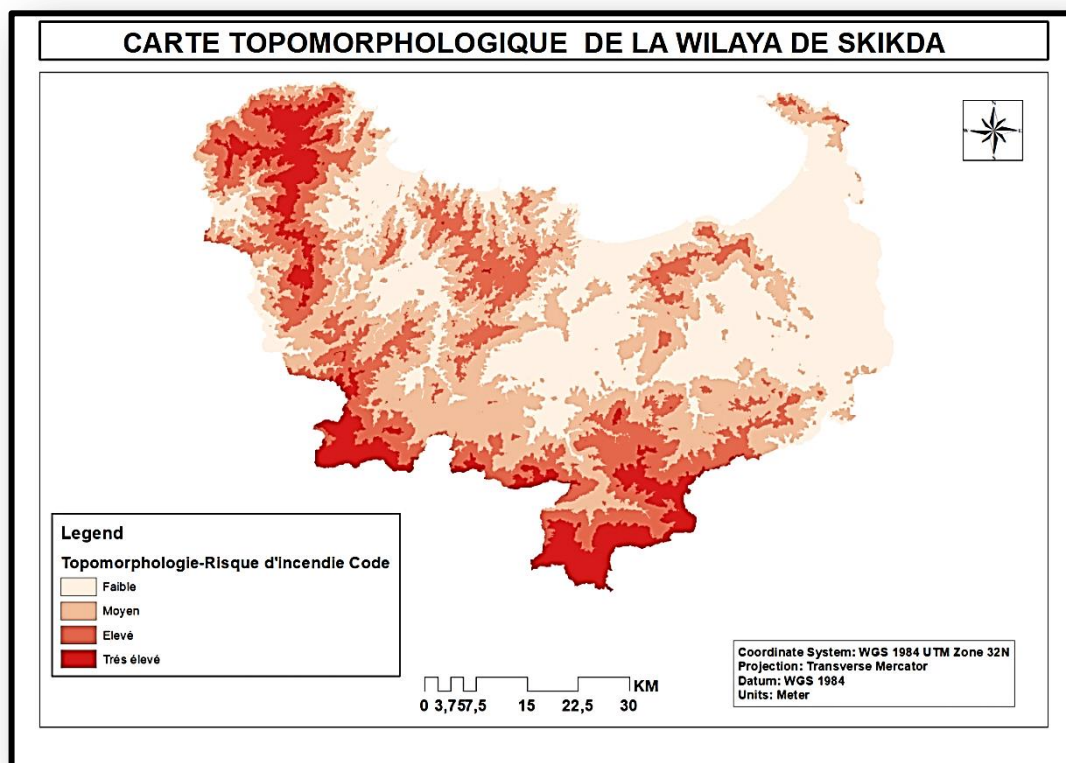 CARTE TOPOMORPHOLOGIQUE DE LA WILAYA DE SKIKDA
N
W E
S
Legend
Topomorphologie-Risque d'Incendie Code
Faible
Moyen
Elevé
Trés élevé
KM
0 3,75 7,5 15 22,5 30
Coordinate System: WGS 1984 UTM Zone 32N
Projection: Transverse Mercator
Datum: WGS 1984
Units: Meter